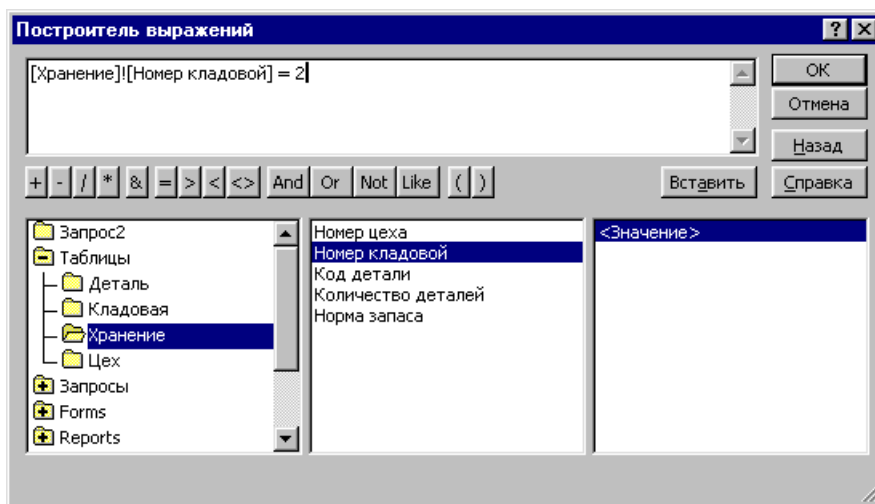 Построитель выражений
[Хранение]![Номер кладовой] = 2
ОК
Отмена
Назад
+ - / * & = > < <> And Or Not Like ( )
Вставить
Справка
Запрос2
Таблицы
Деталь
Кладовая
Хранение
Цех
Запросы
Forms
Reports
Номер цеха
Номер кладовой
Код детали
Количество деталей
Норма запаса
<Значение>